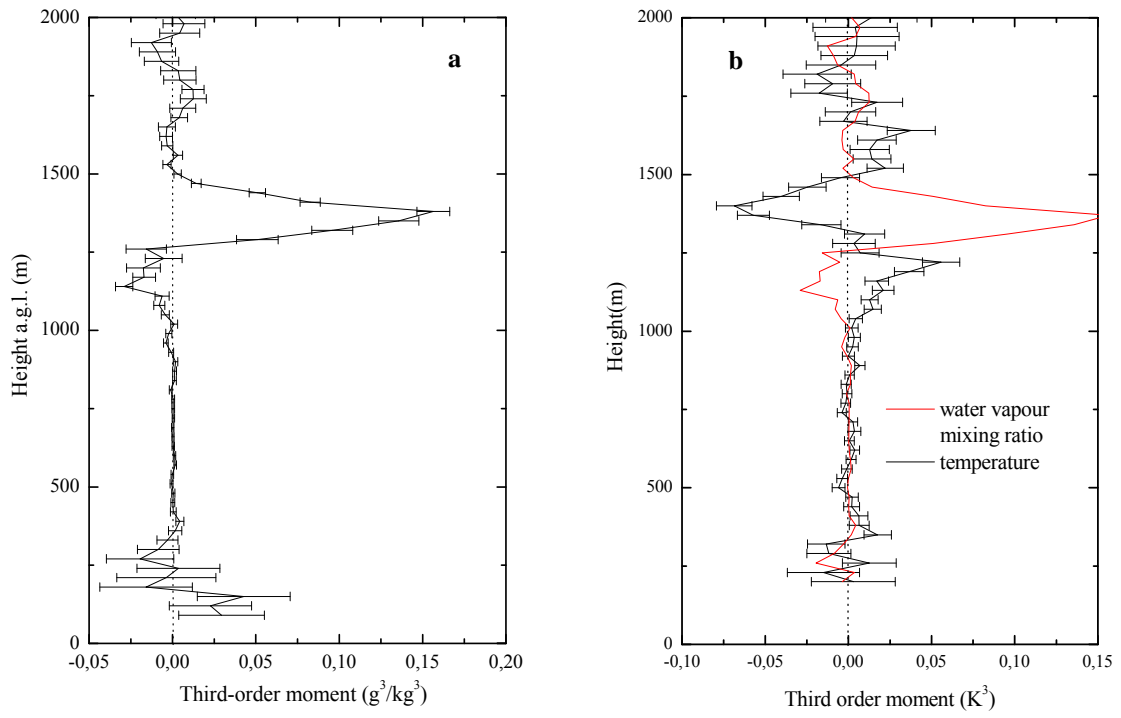 a
2000
1500
1000
500
0
Height a.g.l. (m)
-0,05 0,00 0,05 0,10 0,15 0,20
Third-order moment (g³/kg³)
b
2000
1500
1000
500
0
Height(m)
water vapour
mixing ratio
temperature
-0,10 -0,05 0,00 0,05 0,10 0,15
Third order moment (K³)